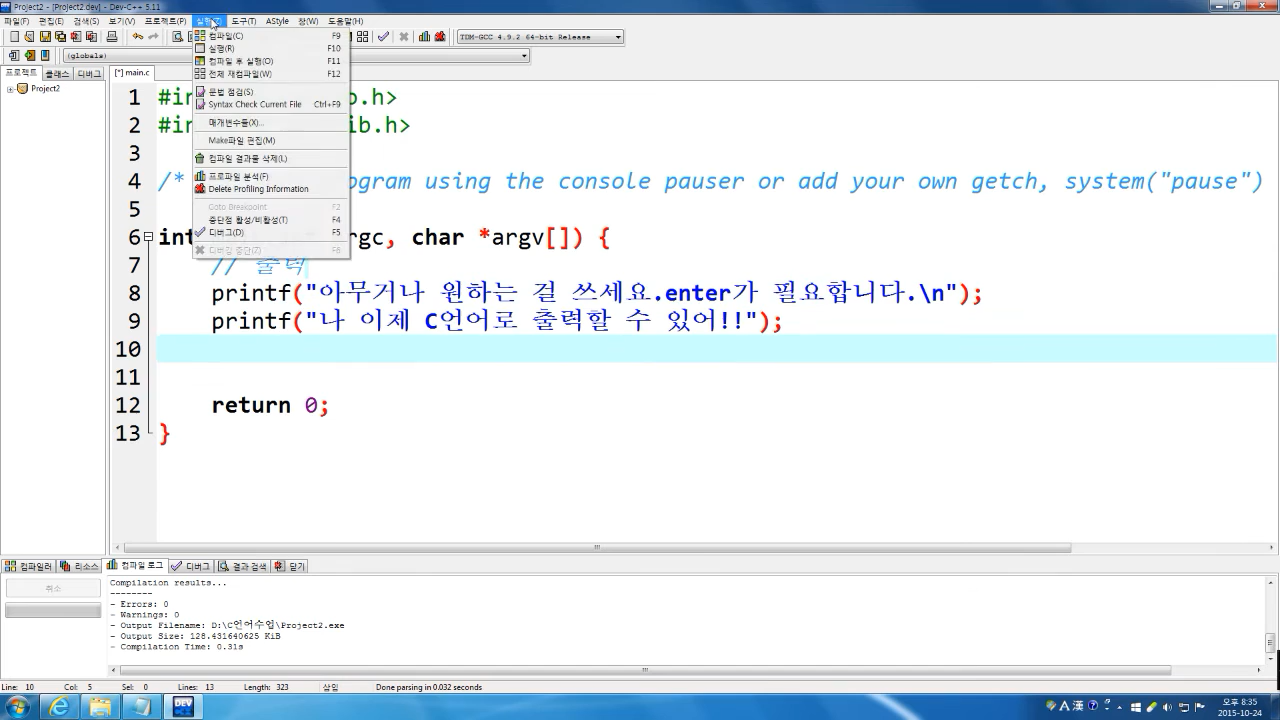 Project2 - [Project2.dev] - Dev-C++ 5.11
파일(F) 편집(E) 검색(S) 보기(V) 프로젝트(P) 실행(Z) 도구(T) AStyle 창(W) 도움말(H)
TDM-GCC 4.9.2 64-bit Release
(globals)
프로젝트 클래스 디버그 [*] main.c
Project2
컴파일(C) F9
실행(R) F10
컴파일 후 실행(O) F11
전체 재컴파일(W) F12
문법 점검(S)
Syntax Check Current File Ctrl+F9
매개변수들(X)...
Make파일 편집(M)
컴파일 결과물 삭제(L)
프로파일 분석(F)
Delete Profiling Information
Goto Breakpoint F2
중단점 활성/비활성(T) F4
디버그(D) F5
디버깅 중단(Z) F6
1 #in b.h>
2 #in ib.h>
3
4 /* ogram using the console pauser or add your own getch, system("pause")
5
6 int argc, char *argv[]) {
7 // 출력
8 printf("아무거나 원하는 걸 쓰세요.enter가 필요합니다.\n");
9 printf("나 이제 C언어로 출력할 수 있어!!");
10
11
12 return 0;
13 }
컴파일러 리소스 컴파일 로그 디버그 결과 검색 닫기
취소
Compilation results...
--------
- Errors: 0
- Warnings: 0
- Output Filename: D:\C언어수업\Project2.exe
- Output Size: 128.431640625 KiB
- Compilation Time: 0.31s
Line: 10 Col: 5 Sel: 0 Lines: 13 Length: 323 삽입 Done parsing in 0.032 seconds
DEV
A 漢
오후 8:35
2015-10-24